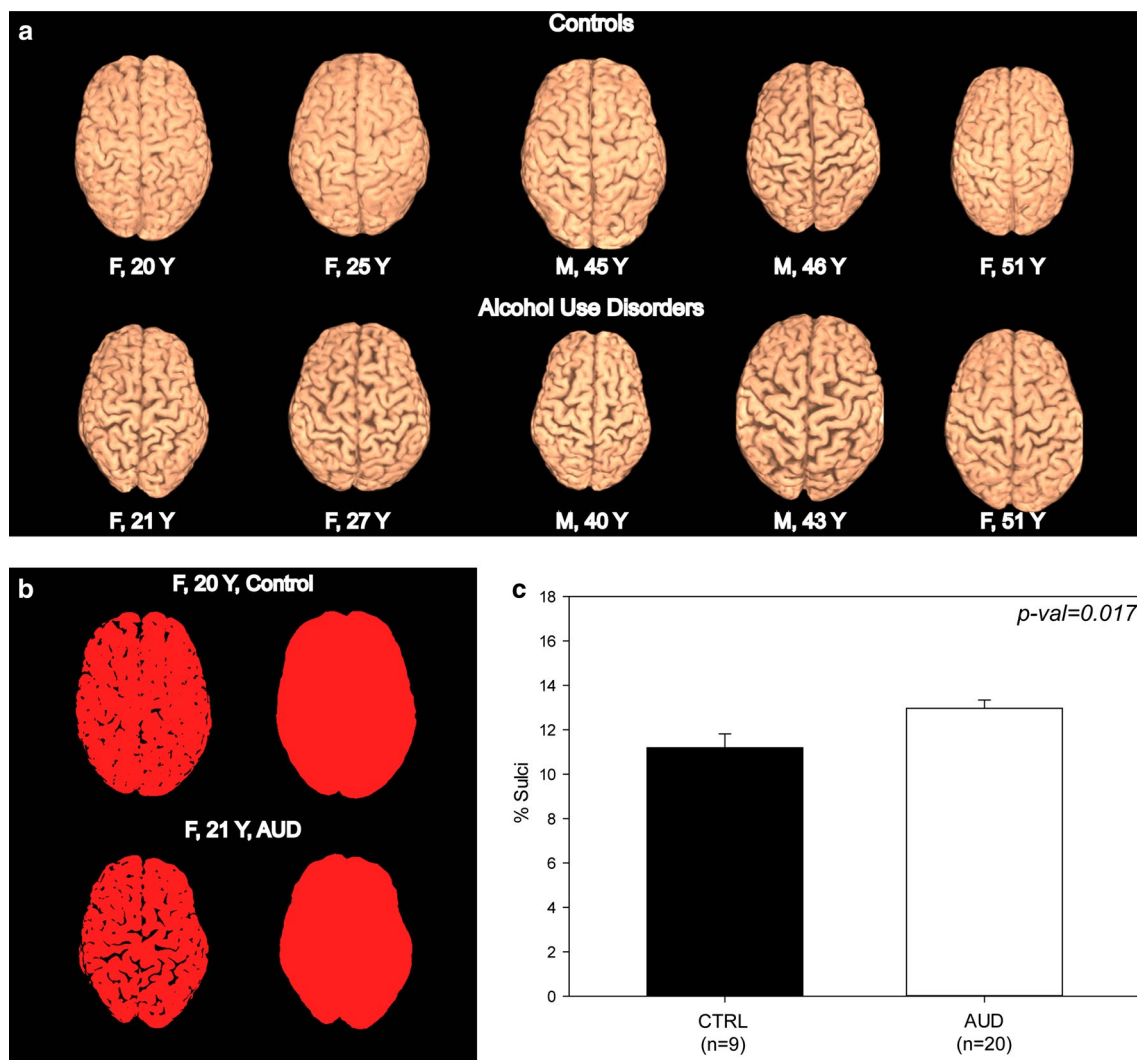 a
Controls
F, 20 Y
F, 25 Y
M, 45 Y
M, 46 Y
F, 51 Y
Alcohol Use Disorders
F, 21 Y
F, 27 Y
M, 40 Y
M, 43 Y
F, 51 Y
b
F, 20 Y, Control
F, 21 Y, AUD
c
p-val=0.017
% Sulci
18
16
14
12
10
8
6
4
2
0
CTRL
(n=9)
AUD
(n=20)